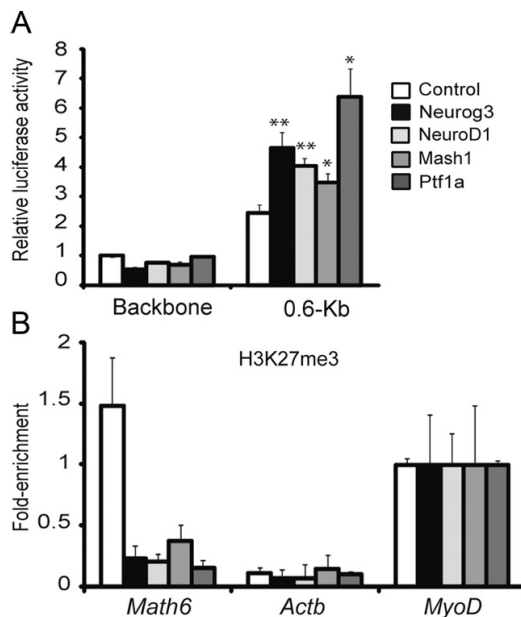 A
Relative luciferase activity
8
7
6
5
4
3
2
1
0
**
**
*
*
Backbone
0.6-Kb
Control
Neurog3
NeuroD1
Mash1
Ptf1a
B
H3K27me3
Fold-enrichment
2
1.5
1
0.5
0
Math6
Actb
MyoD